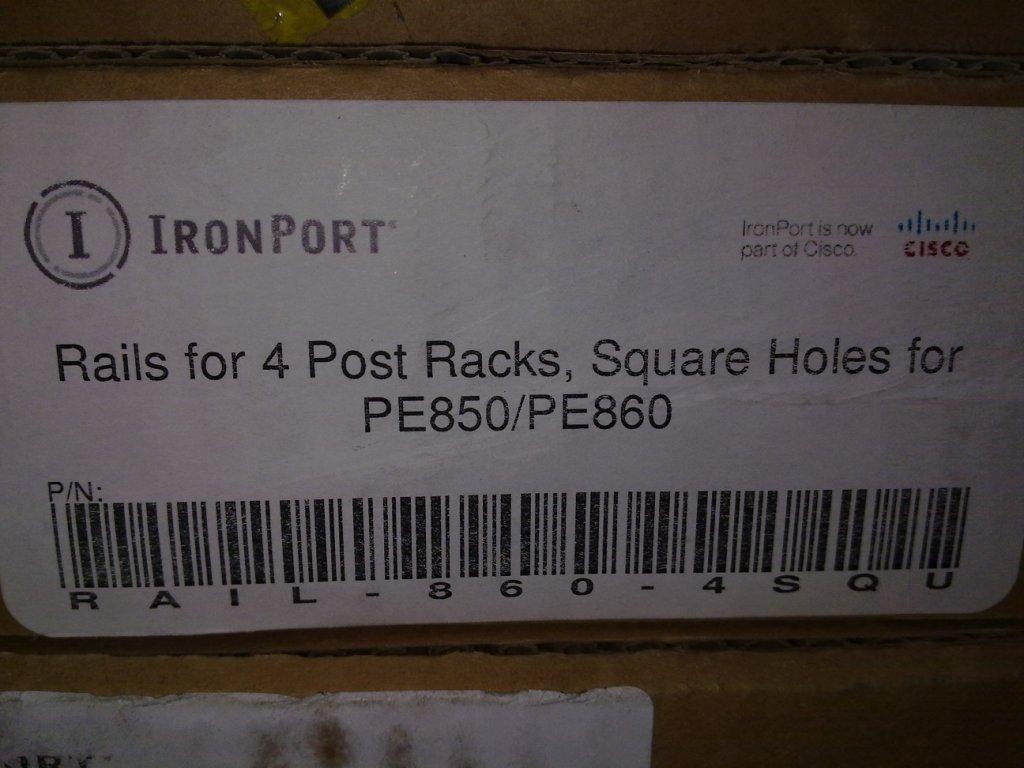 I IRONPORT®
IronPort is now
part of Cisco.
CISCO
Rails for 4 Post Racks, Square Holes for
PE850/PE860
P/N:
RAIL-860-4SQU